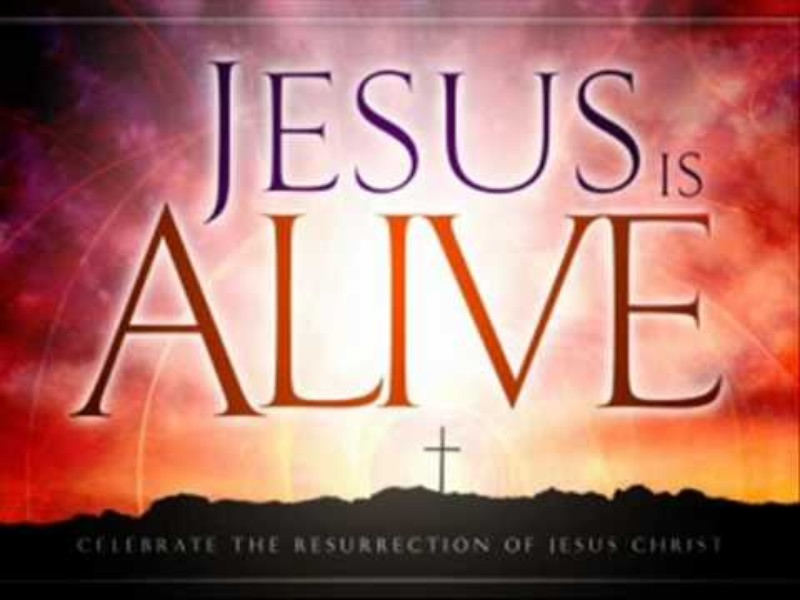 JESUS IS
ALIVE
CELEBRATE THE RESURRECTION OF JESUS CHRIST